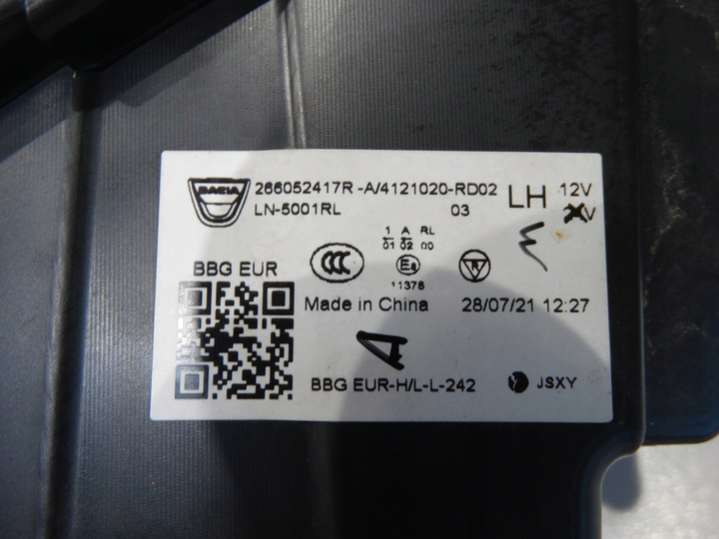 DACIA
266052417R -A/4121020-RD02 LH 12V
LN-5001RL 03 V
1 A RL
01 02 00
BBG EUR CCC R
11378
Made in China 28/07/21 12:27
BBG EUR-H/L-L-242 JSXY